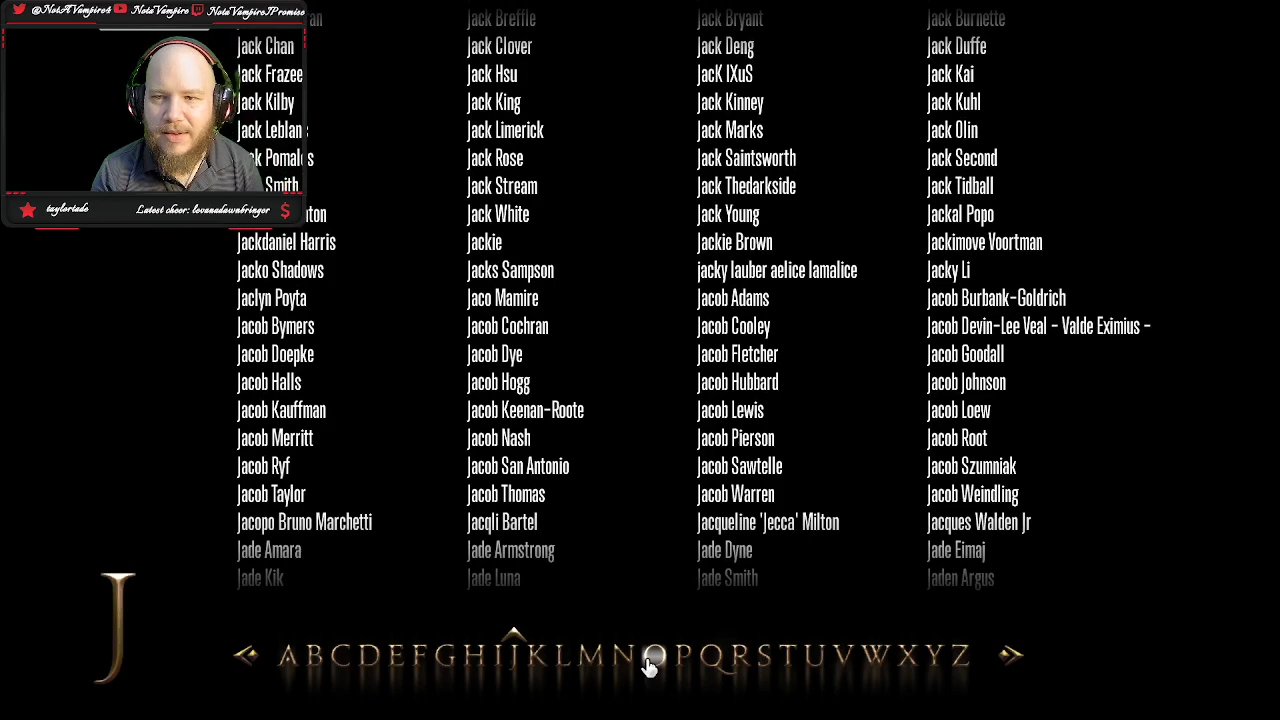 @NotAVampire4 NotaVampire NotaVampireIPromise
Jack Breffle Jack Bryant Jack Burnette
Jack Chan Jack Clover Jack Deng Jack Duffe
Jack Frazee Jack Hsu JacK IXuS Jack Kai
Jack Kilby Jack King Jack Kinney Jack Kuhl
Jack Leblanc Jack Limerick Jack Marks Jack Olin
Jack Rose Jack Saintsworth Jack Second
Smith Jack Stream Jack Thedarkside Jack Tidball
taylortade Latest cheer: levanadawnbringer $
Jack White Jack Young Jackal Popo
Jackdaniel Harris Jackie Jackie Brown Jackimove Voortman
Jacko Shadows Jacks Sampson jacky lauber aelice lamalice Jacky Li
Jaclyn Poyta Jaco Mamire Jacob Adams Jacob Burbank-Goldrich
Jacob Bymers Jacob Cochran Jacob Cooley Jacob Devin-Lee Veal - Valde Eximius -
Jacob Doepke Jacob Dye Jacob Fletcher Jacob Goodall
Jacob Halls Jacob Hogg Jacob Hubbard Jacob Johnson
Jacob Kauffman Jacob Keenan-Roote Jacob Lewis Jacob Loew
Jacob Merritt Jacob Nash Jacob Pierson Jacob Root
Jacob Ryf Jacob San Antonio Jacob Sawtelle Jacob Szumniak
Jacob Taylor Jacob Thomas Jacob Warren Jacob Weindling
Jacopo Bruno Marchetti Jacqli Bartel Jacqueline 'Jecca' Milton Jacques Walden Jr
Jade Amara Jade Armstrong Jade Dyne Jade Eimaj
Jade Kik Jade Luna Jade Smith Jaden Argus
J
A B C D E F G H I J K L M N O P Q R S T U V W X Y Z